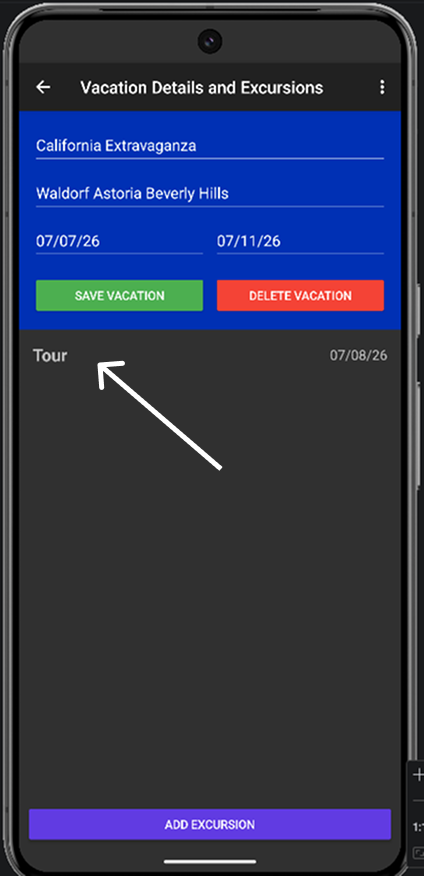 Vacation Details and Excursions
California Extravaganza
Waldorf Astoria Beverly Hills
07/07/26 07/11/26
SAVE VACATION DELETE VACATION
Tour 07/08/26
ADD EXCURSION